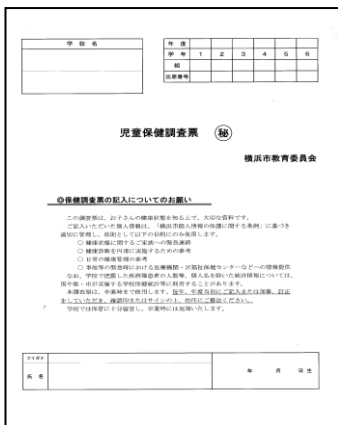 学校名
年度
学年 1 2 3 4 5 6
組
出席番号
児童保健調査票 ㊙
横浜市教育委員会
◎保健調査票の記入についてのお願い
この調査票は、お子さんの健康状態を知る上で、大切な資料です。
ご記入いただいた個人情報は、「横浜市個人情報の保護に関する条例」に基づき
適切に管理し、原則として以下の目的にのみ使用します。
○ 健康状態に関するご家族への緊急連絡
○ 健康診断を円滑に実施するための参考
○ 日常の健康管理の参考
○ 事故等の緊急時における医療機関・区福祉保健センターなどへの情報提供
なお、学校で把握した疾病罹患者の人数等、個人名を除いた統計情報については、
国や県・市が実施する学校保健統計等に利用することがあります。
本調査票は、卒業時まで使用します。毎年、年度当初にご記入または加筆、訂正
をしていただき、確認印またはサインの上、担任にご提出ください。
学校では保管に十分留意し、卒業時には返却いたします。
フリガナ
氏名
年 月 日生